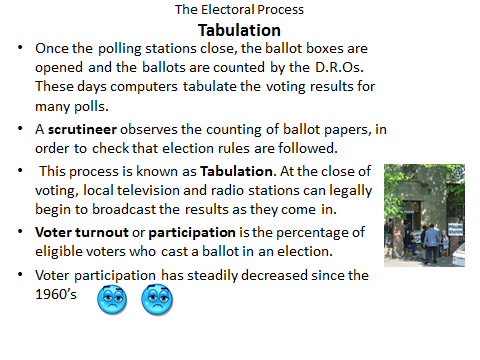 The Electoral Process
Tabulation
• Once the polling stations close, the ballot boxes are
opened and the ballots are counted by the D.R.Os.
These days computers tabulate the voting results for
many polls.
• A scrutineer observes the counting of ballot papers, in
order to check that election rules are followed.
• This process is known as Tabulation. At the close of
voting, local television and radio stations can legally
begin to broadcast the results as they come in.
• Voter turnout or participation is the percentage of
eligible voters who cast a ballot in an election.
• Voter participation has steadily decreased since the
1960’s
POLLING
STATION